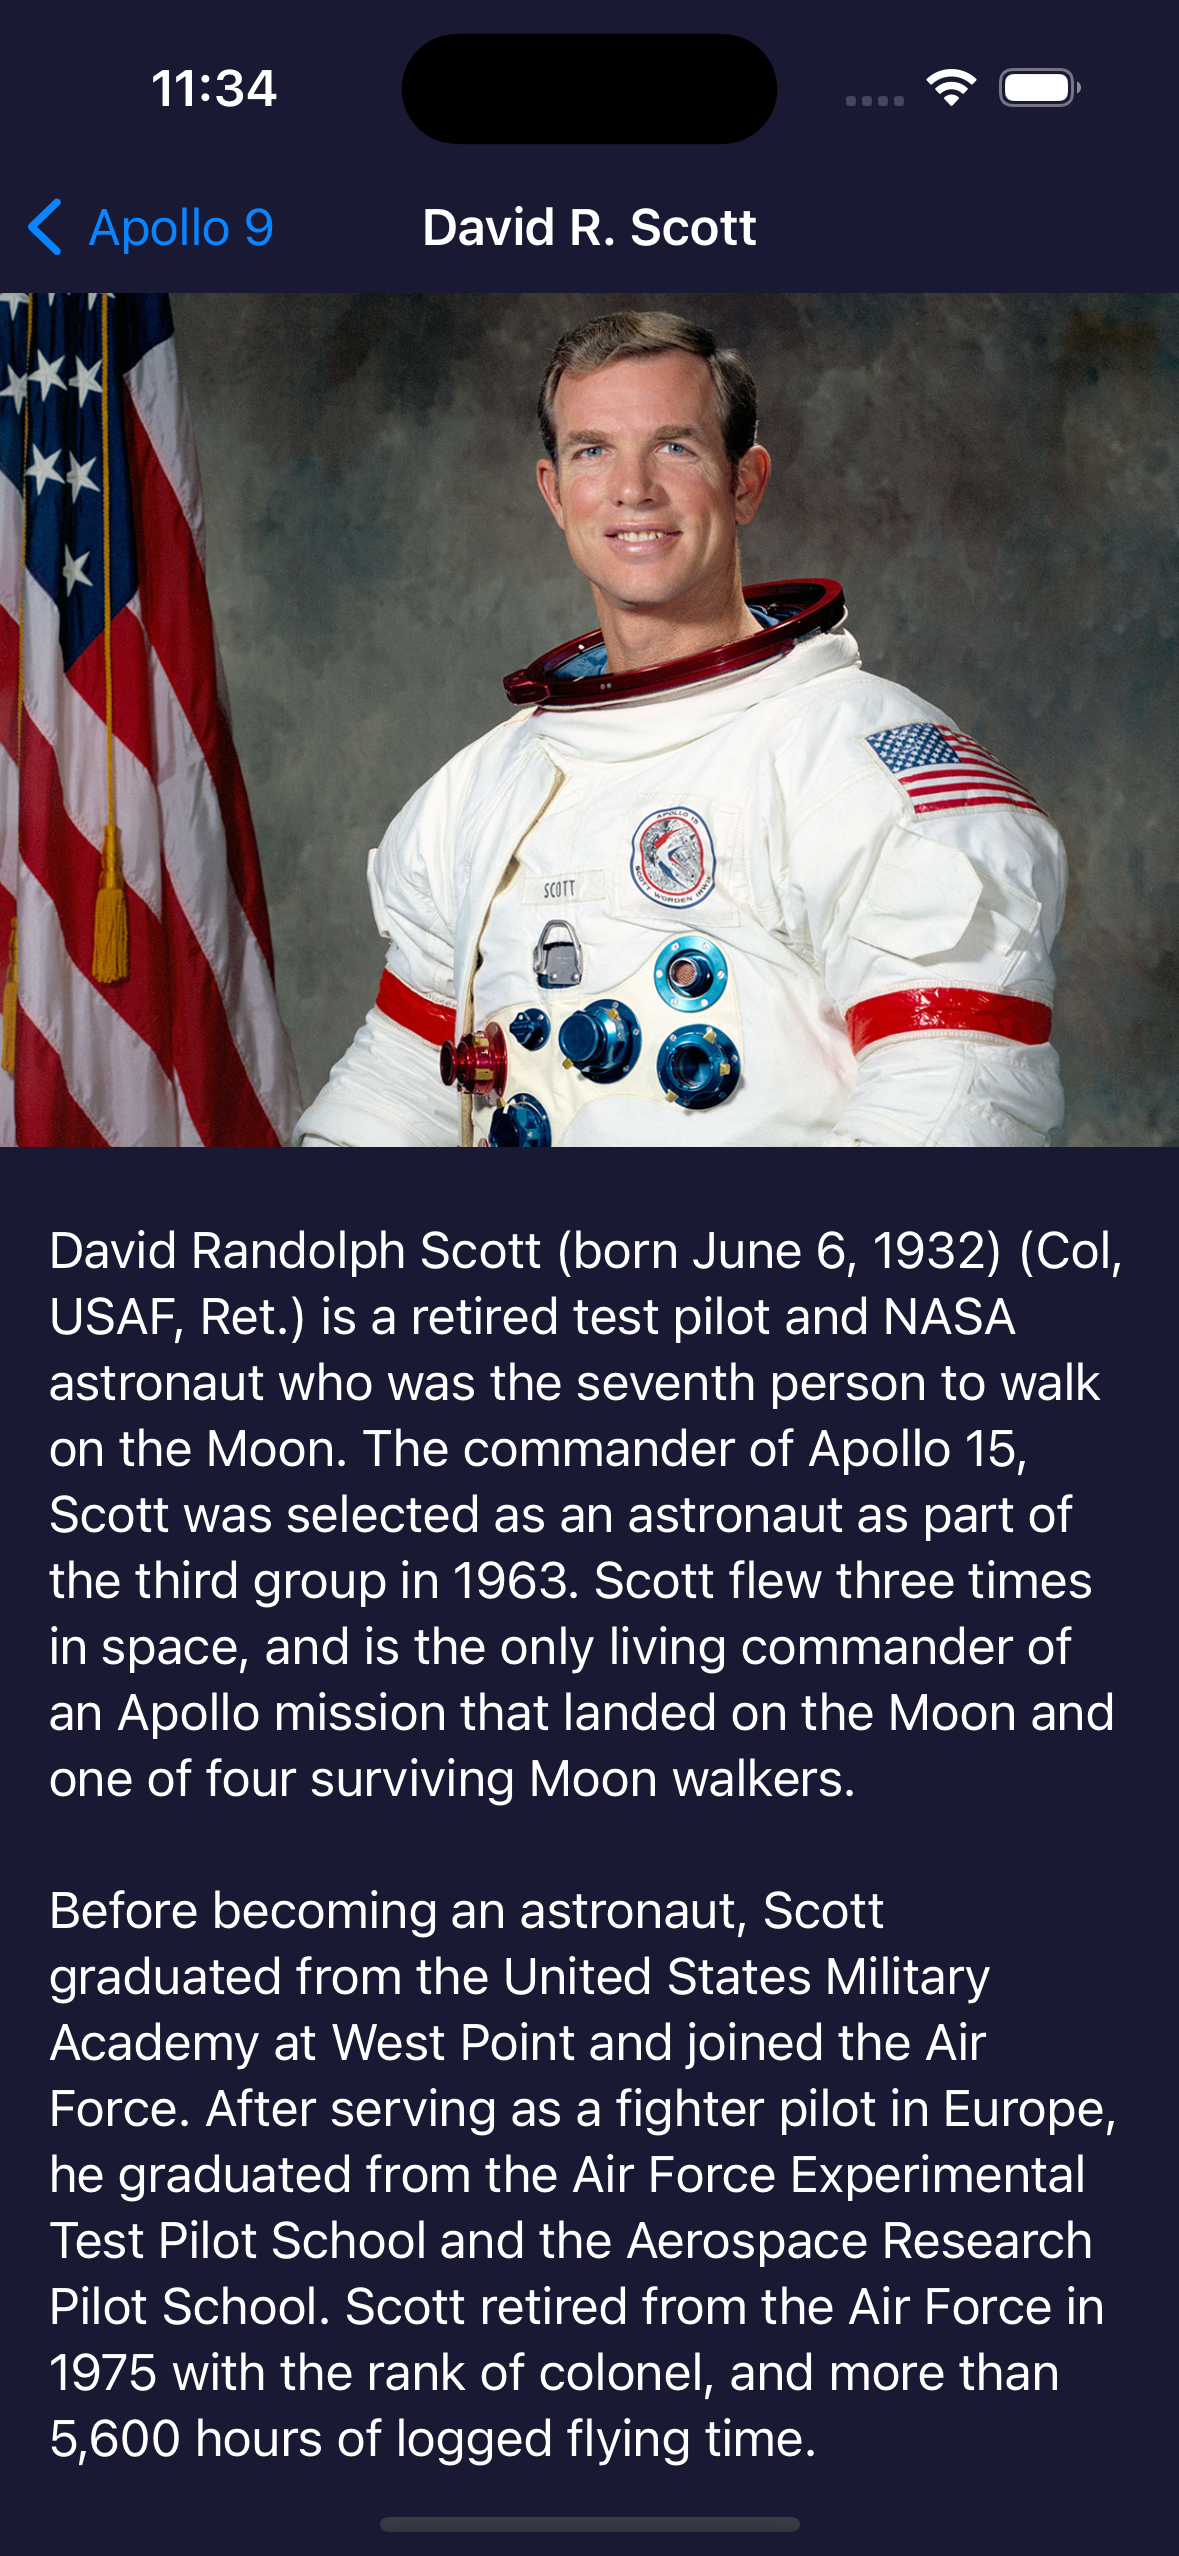 11:34
Apollo 9
David R. Scott
APOLLO 15
SCOTT WORDEN IRWIN
SCOTT
David Randolph Scott (born June 6, 1932) (Col,
USAF, Ret.) is a retired test pilot and NASA
astronaut who was the seventh person to walk
on the Moon. The commander of Apollo 15,
Scott was selected as an astronaut as part of
the third group in 1963. Scott flew three times
in space, and is the only living commander of
an Apollo mission that landed on the Moon and
one of four surviving Moon walkers.
Before becoming an astronaut, Scott
graduated from the United States Military
Academy at West Point and joined the Air
Force. After serving as a fighter pilot in Europe,
he graduated from the Air Force Experimental
Test Pilot School and the Aerospace Research
Pilot School. Scott retired from the Air Force in
1975 with the rank of colonel, and more than
5,600 hours of logged flying time.